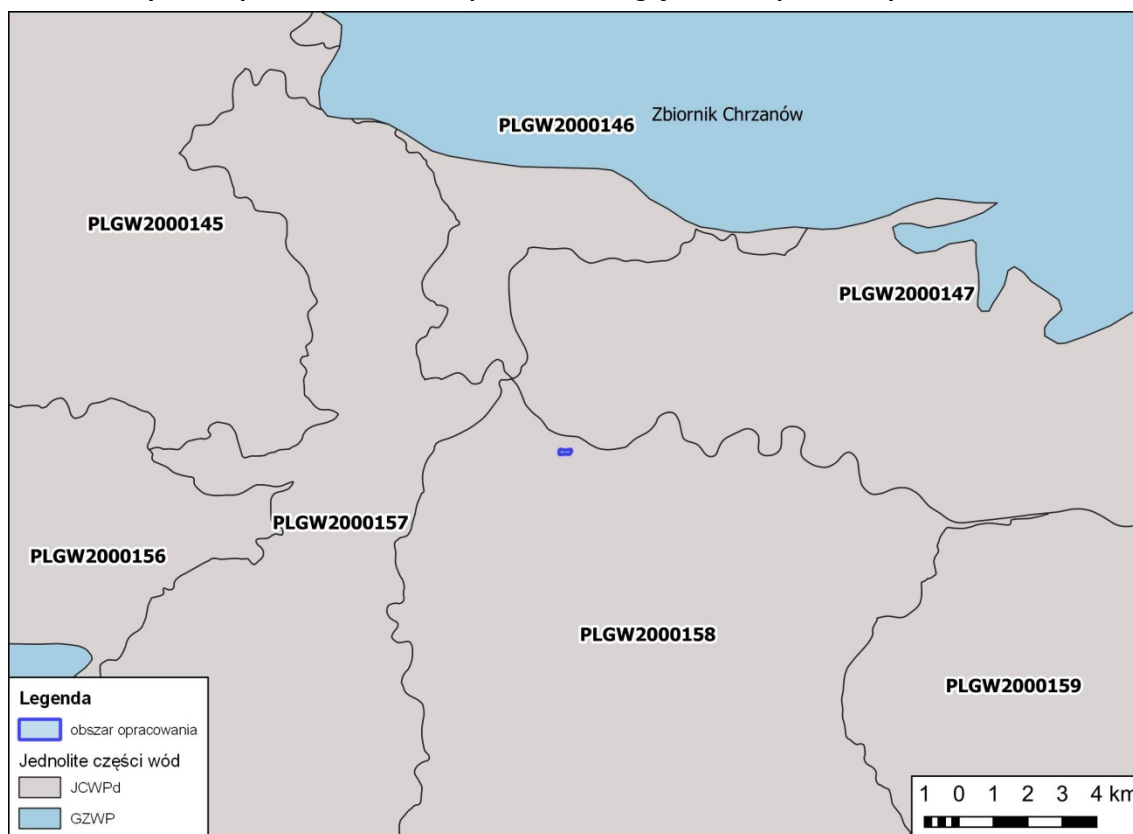 PLGW2000146
Zbiornik Chrzanów
PLGW2000145
PLGW2000147
PLGW2000157
PLGW2000156
PLGW2000158
PLGW2000159
Legenda
obszar opracowania
Jednolite części wód
JCWPd
GZWP
1 0 1 2 3 4 km